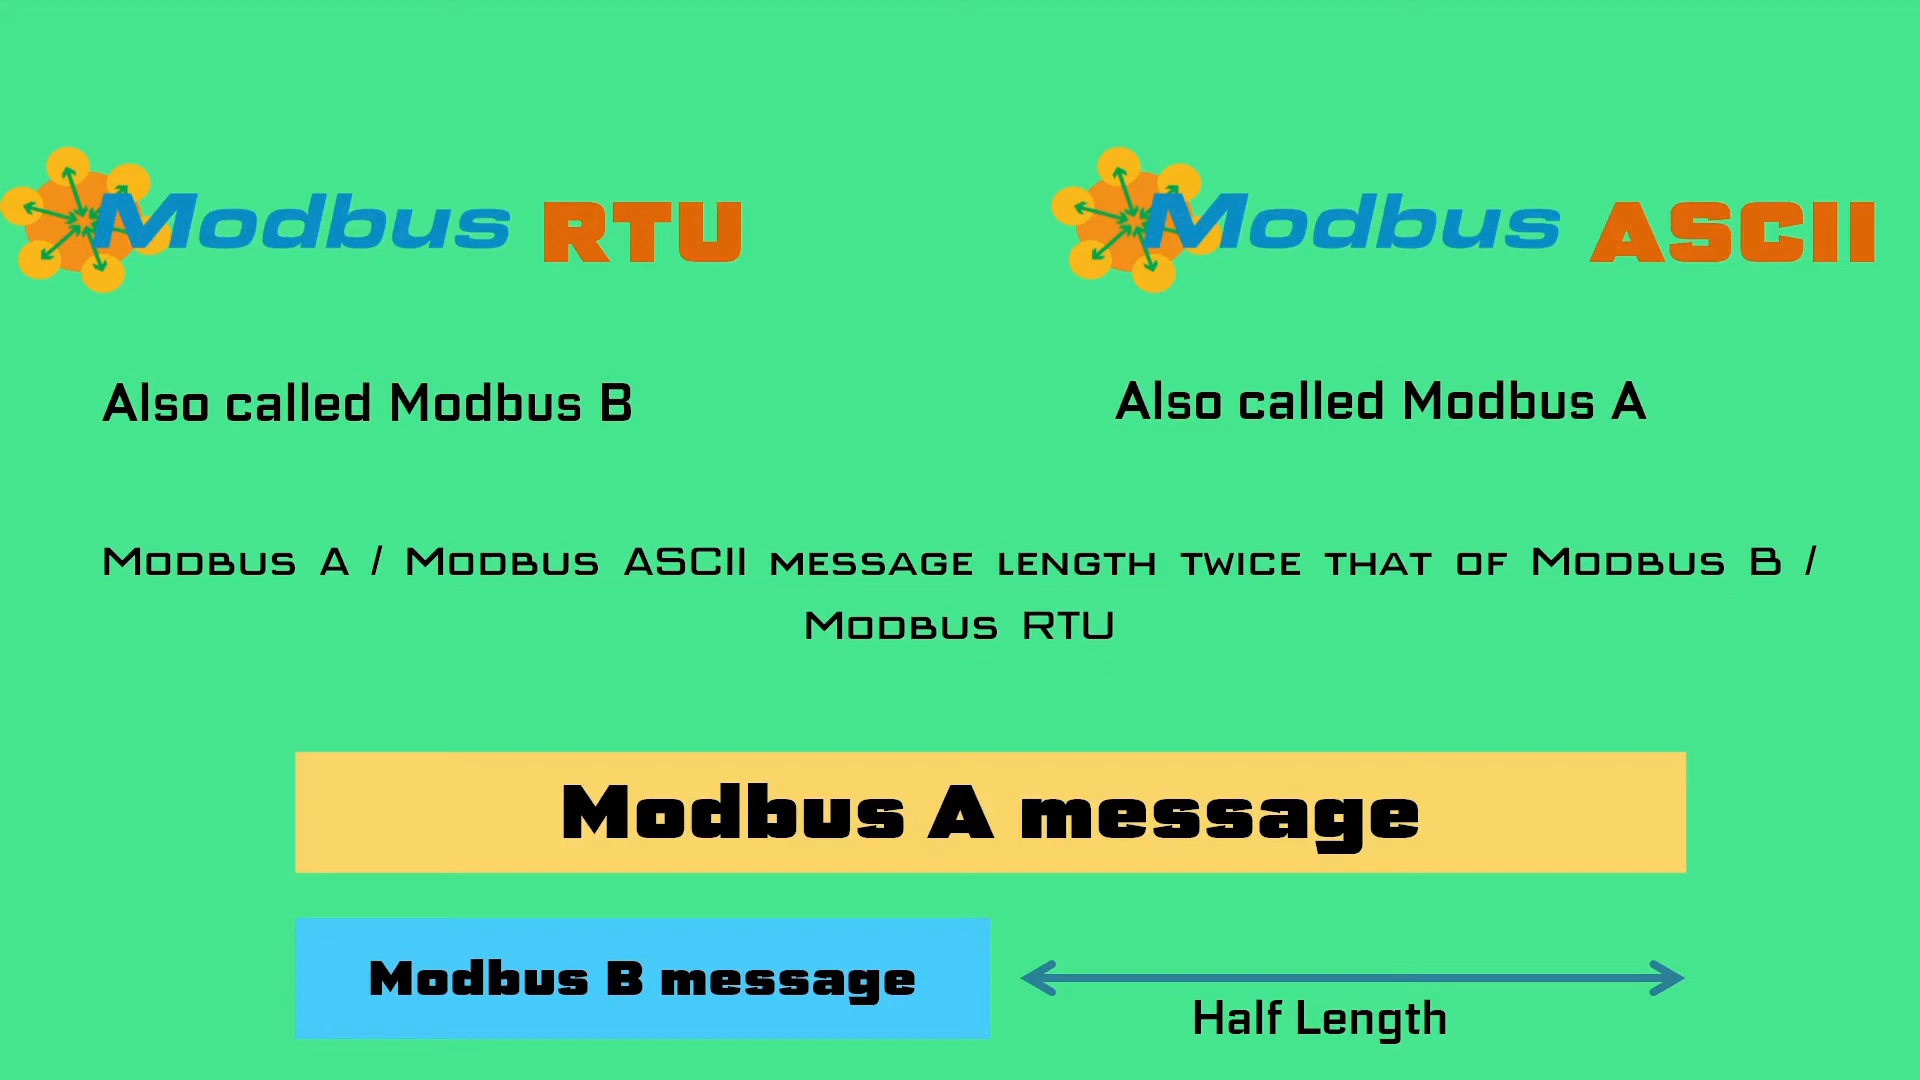 Modbus RTU
Modbus ASCII
Also called Modbus B
Also called Modbus A
Modbus A / Modbus ASCII message length twice that of Modbus B /
Modbus RTU
Modbus A message
Modbus B message
Half Length